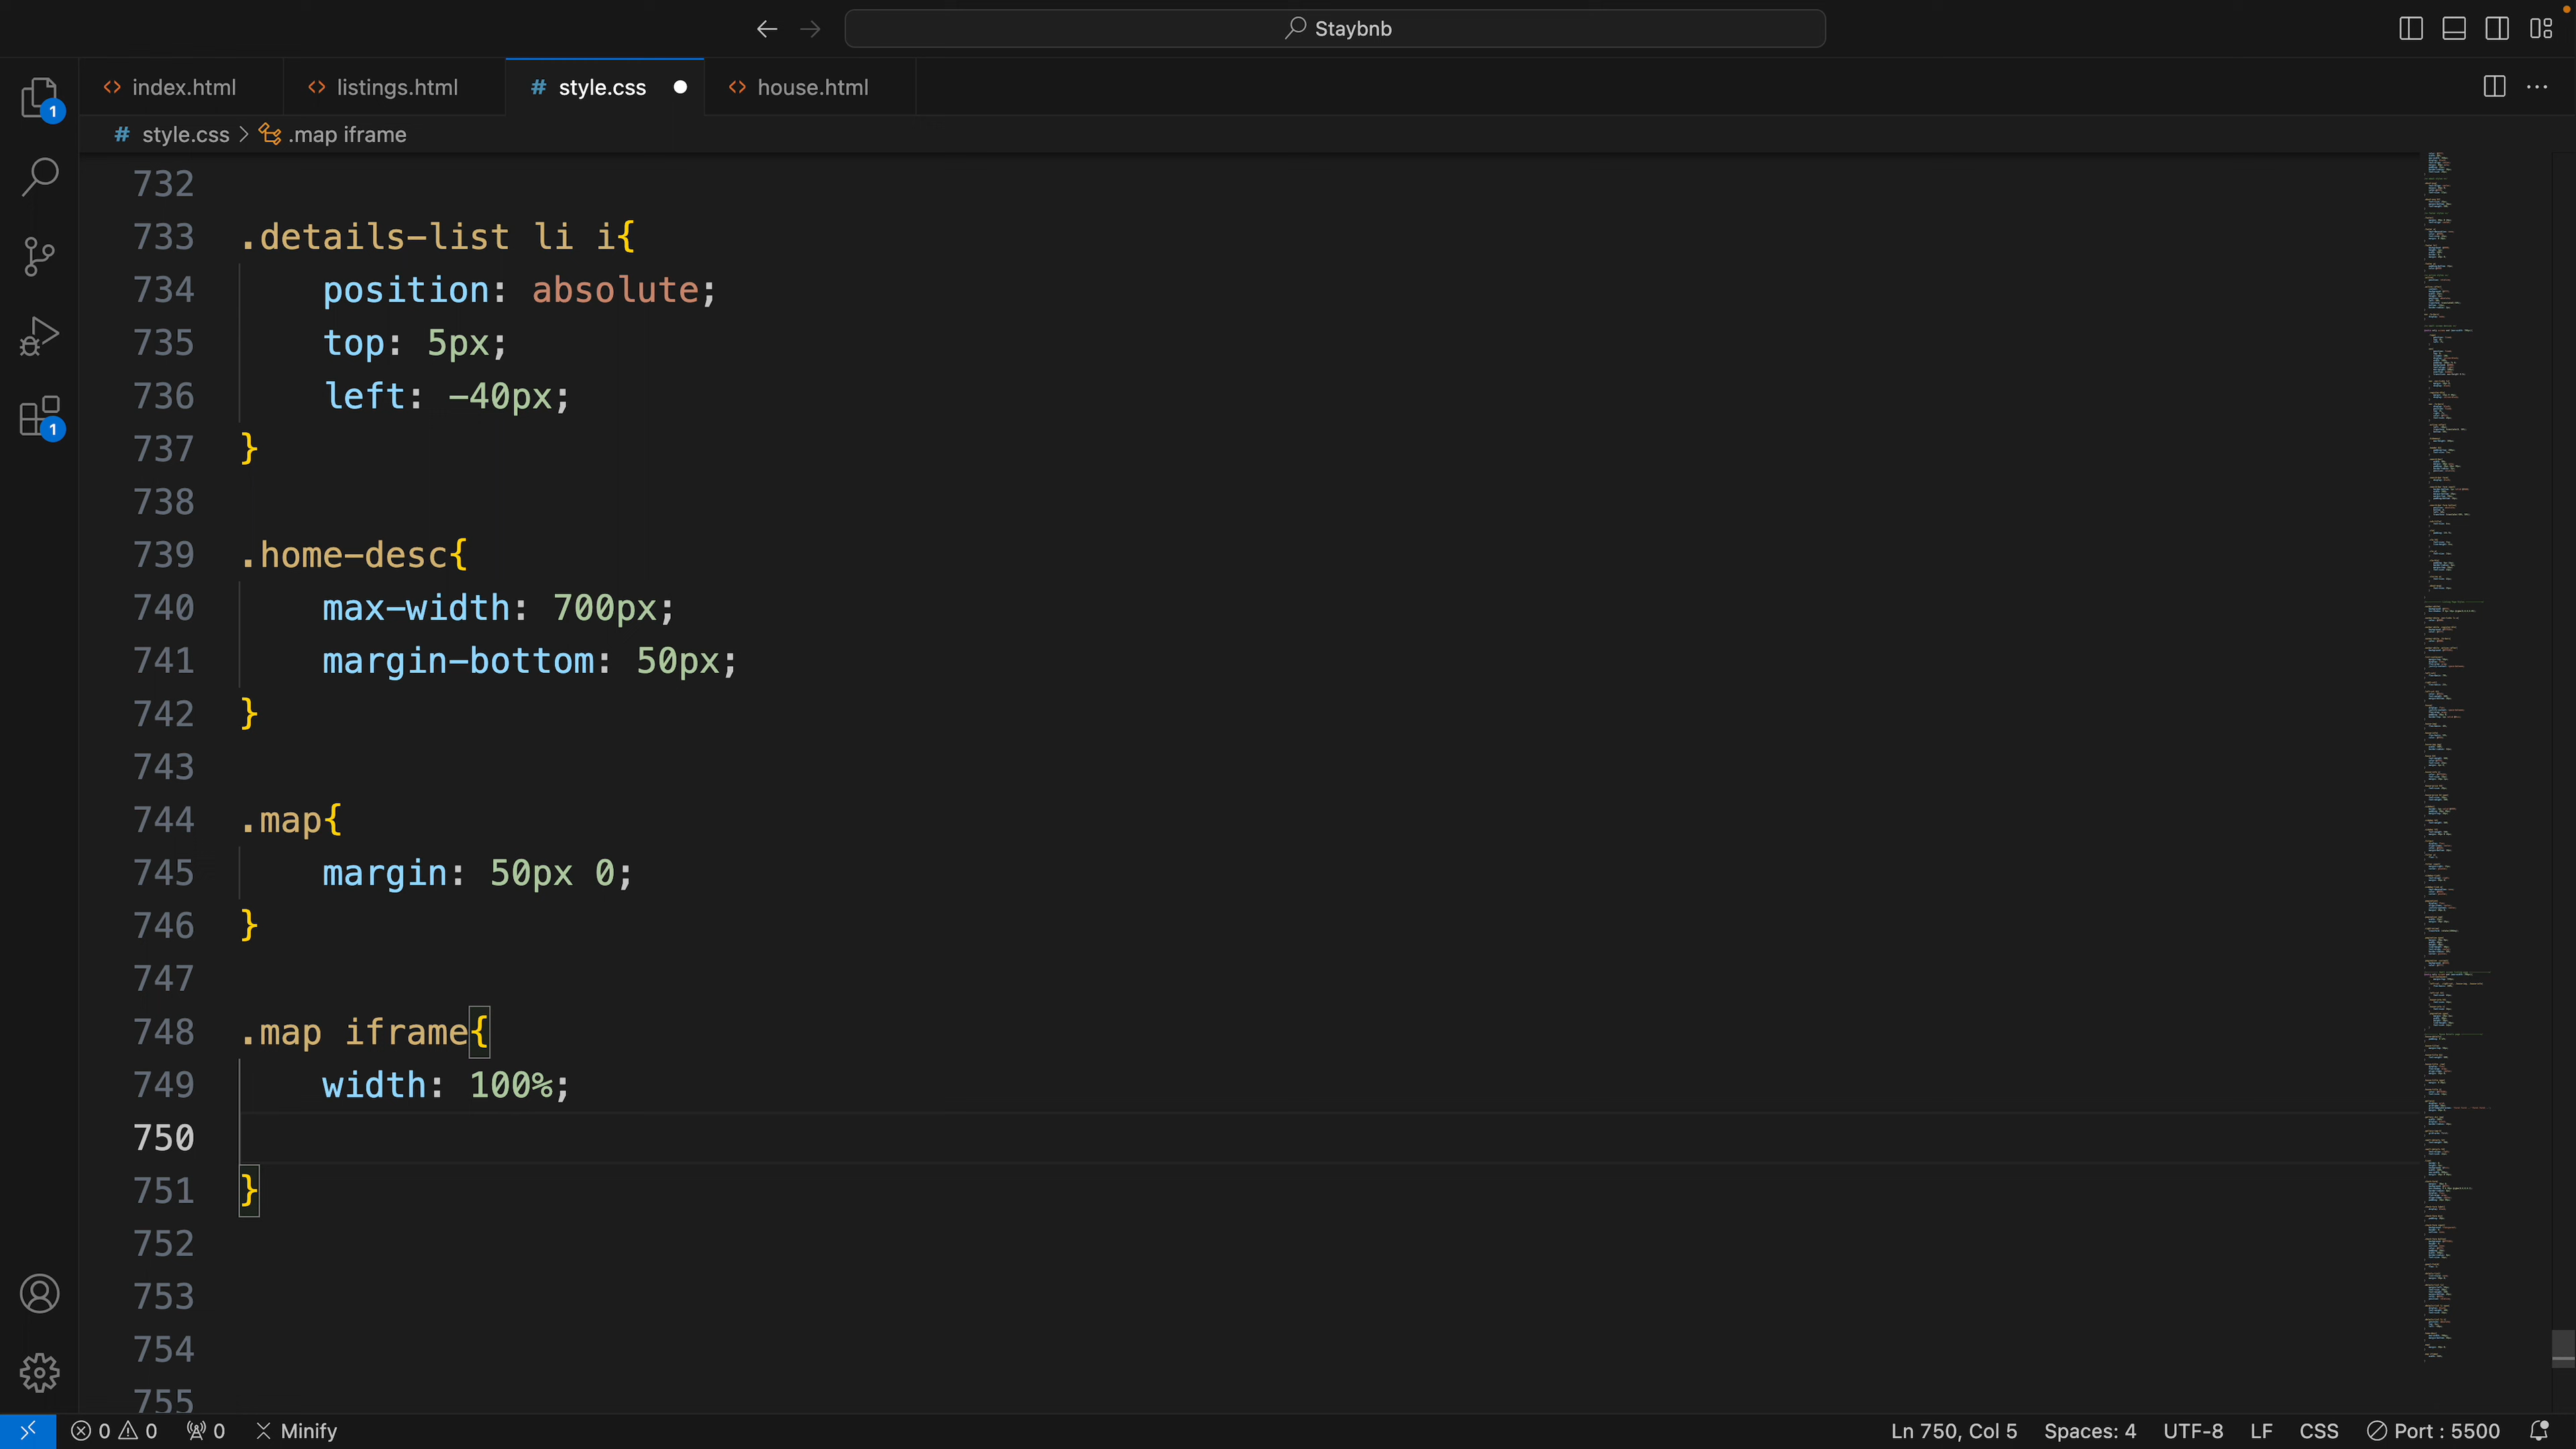 Staybnb
index.html
listings.html
# style.css
house.html
# style.css > .map iframe
732
733 .details-list li i{
734 position: absolute;
735 top: 5px;
736 left: -40px;
737 }
738
739 .home-desc{
740 max-width: 700px;
741 margin-bottom: 50px;
742 }
743
744 .map{
745 margin: 50px 0;
746 }
747
748 .map iframe{
749 width: 100%;
750
751 }
752
753
754
755
1
1
0 0 0 Minify
Ln 750, Col 5 Spaces: 4 UTF-8 LF CSS Port : 5500